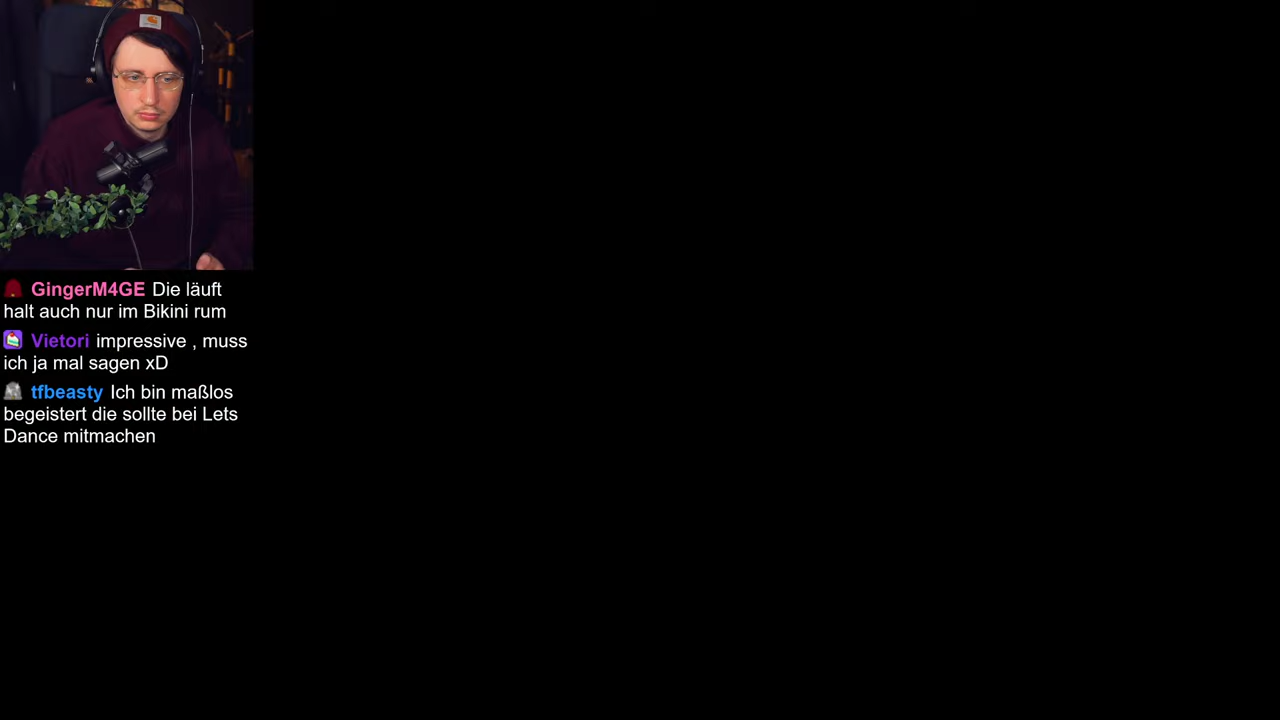 GingerM4GE Die läuft
halt auch nur im Bikini rum
Vietori impressive , muss
ich ja mal sagen xD
tfbeasty Ich bin maßlos
begeistert die sollte bei Lets
Dance mitmachen